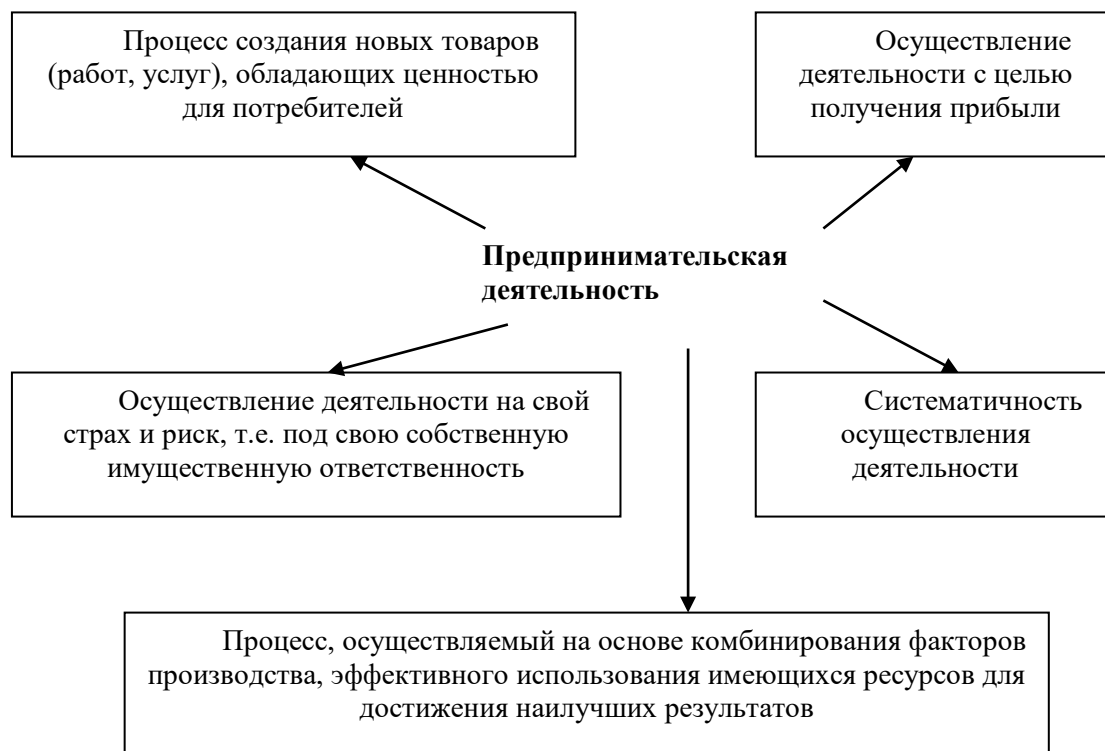 Процесс создания новых товаров
(работ, услуг), обладающих ценностью
для потребителей
Осуществление
деятельности с целью
получения прибыли
Предпринимательская
деятельность
Осуществление деятельности на свой
страх и риск, т.е. под свою собственную
имущественную ответственность
Систематичность
осуществления
деятельности
Процесс, осуществляемый на основе комбинирования факторов
производства, эффективного использования имеющихся ресурсов для
достижения наилучших результатов